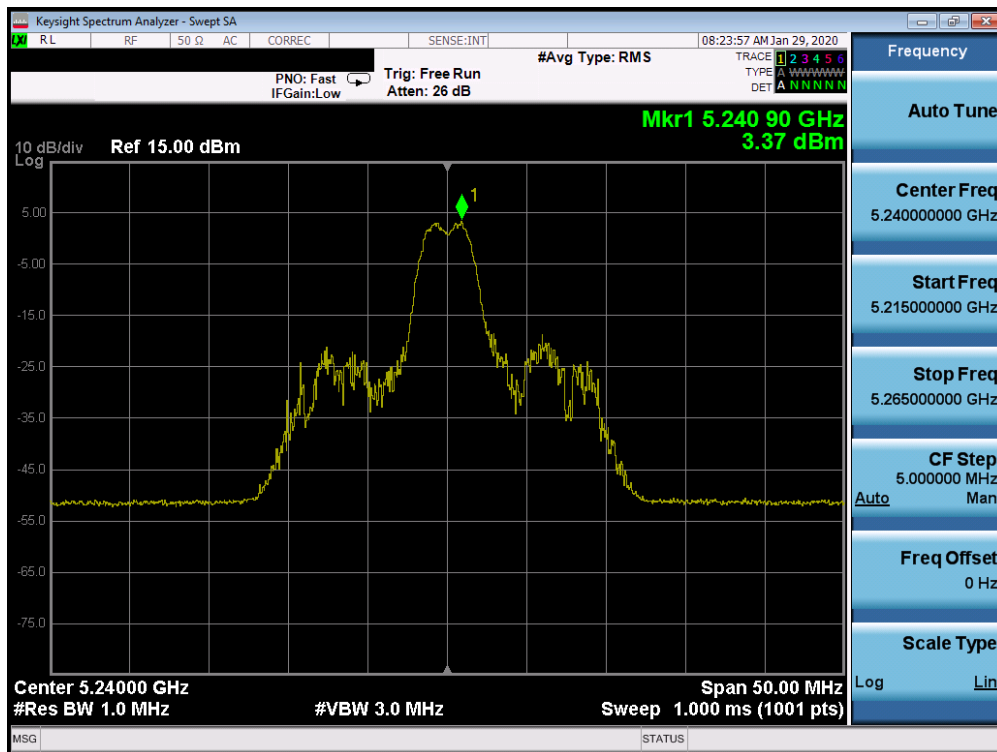 Keysight Spectrum Analyzer - Swept SA
LXI RL RF 50 Ω AC CORREC SENSE:INT 08:23:57 AM Jan 29, 2020
#Avg Type: RMS TRACE 1 2 3 4 5 6
PNO: Fast Trig: Free Run TYPE A WWWWW
IFGain:Low Atten: 26 dB DET A N N N N N
Mkr1 5.240 90 GHz
3.37 dBm
10 dB/div Ref 15.00 dBm
Log
1
5.00
-5.00
-15.0
-25.0
-35.0
-45.0
-55.0
-65.0
-75.0
Center 5.24000 GHz Span 50.00 MHz
#Res BW 1.0 MHz #VBW 3.0 MHz Sweep 1.000 ms (1001 pts)
MSG STATUS
Frequency
Auto Tune
Center Freq
5.240000000 GHz
Start Freq
5.215000000 GHz
Stop Freq
5.265000000 GHz
CF Step
5.000000 MHz
Auto Man
Freq Offset
0 Hz
Scale Type
Log Lin